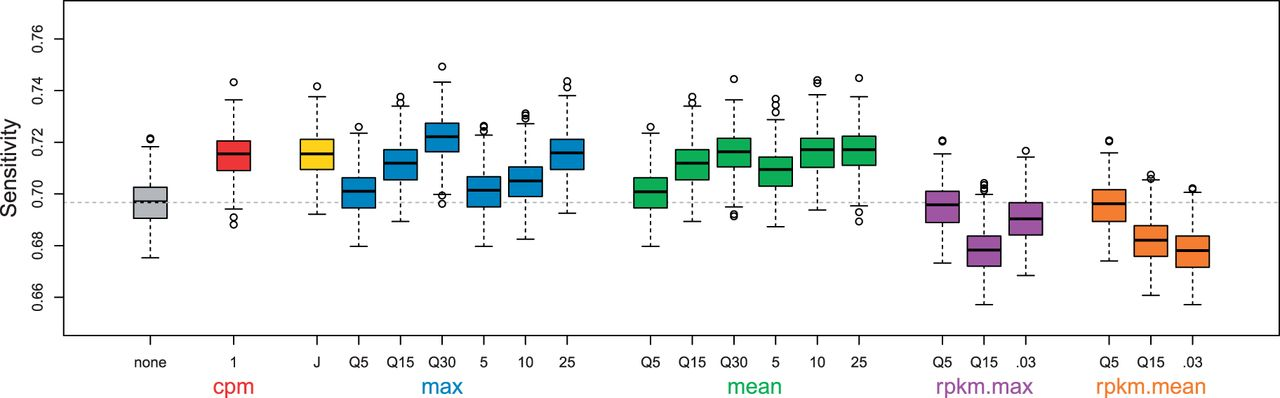 Sensitivity
0.76
0.74
0.72
0.70
0.68
0.66
none 1 J Q5 Q15 Q30 5 10 25 Q5 Q15 Q30 5 10 25 Q5 Q15 .03 Q5 Q15 .03
cpm max mean rpkm.max rpkm.mean